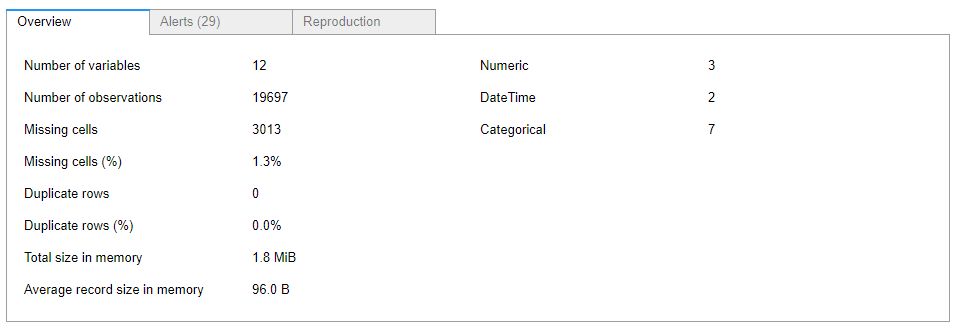 Overview Alerts (29) Reproduction
Number of variables 12 Numeric 3
Number of observations 19697 DateTime 2
Missing cells 3013 Categorical 7
Missing cells (%) 1.3%
Duplicate rows 0
Duplicate rows (%) 0.0%
Total size in memory 1.8 MiB
Average record size in memory 96.0 B